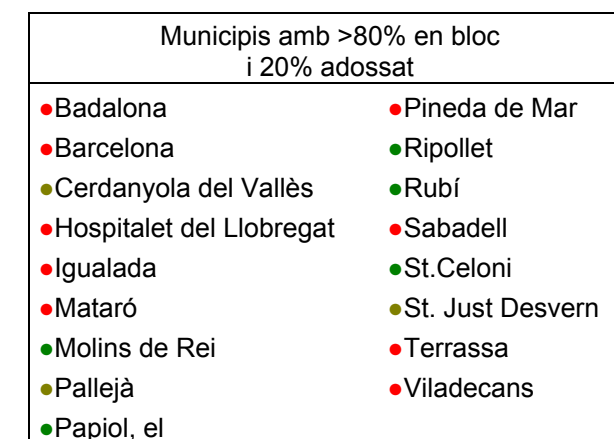 Municipis amb >80% en bloc
i 20% adossat
●Badalona
●Barcelona
●Cerdanyola del Vallès
●Hospitalet del Llobregat
●Igualada
●Mataró
●Molins de Rei
●Pallejà
●Papiol, el
●Pineda de Mar
●Ripollet
●Rubí
●Sabadell
●St.Celoni
●St. Just Desvern
●Terrassa
●Viladecans